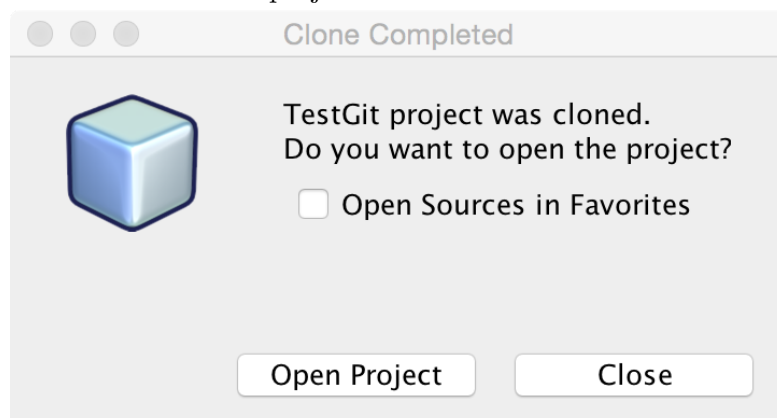 Clone Completed
TestGit project was cloned.
Do you want to open the project?
Open Sources in Favorites
Open Project
Close